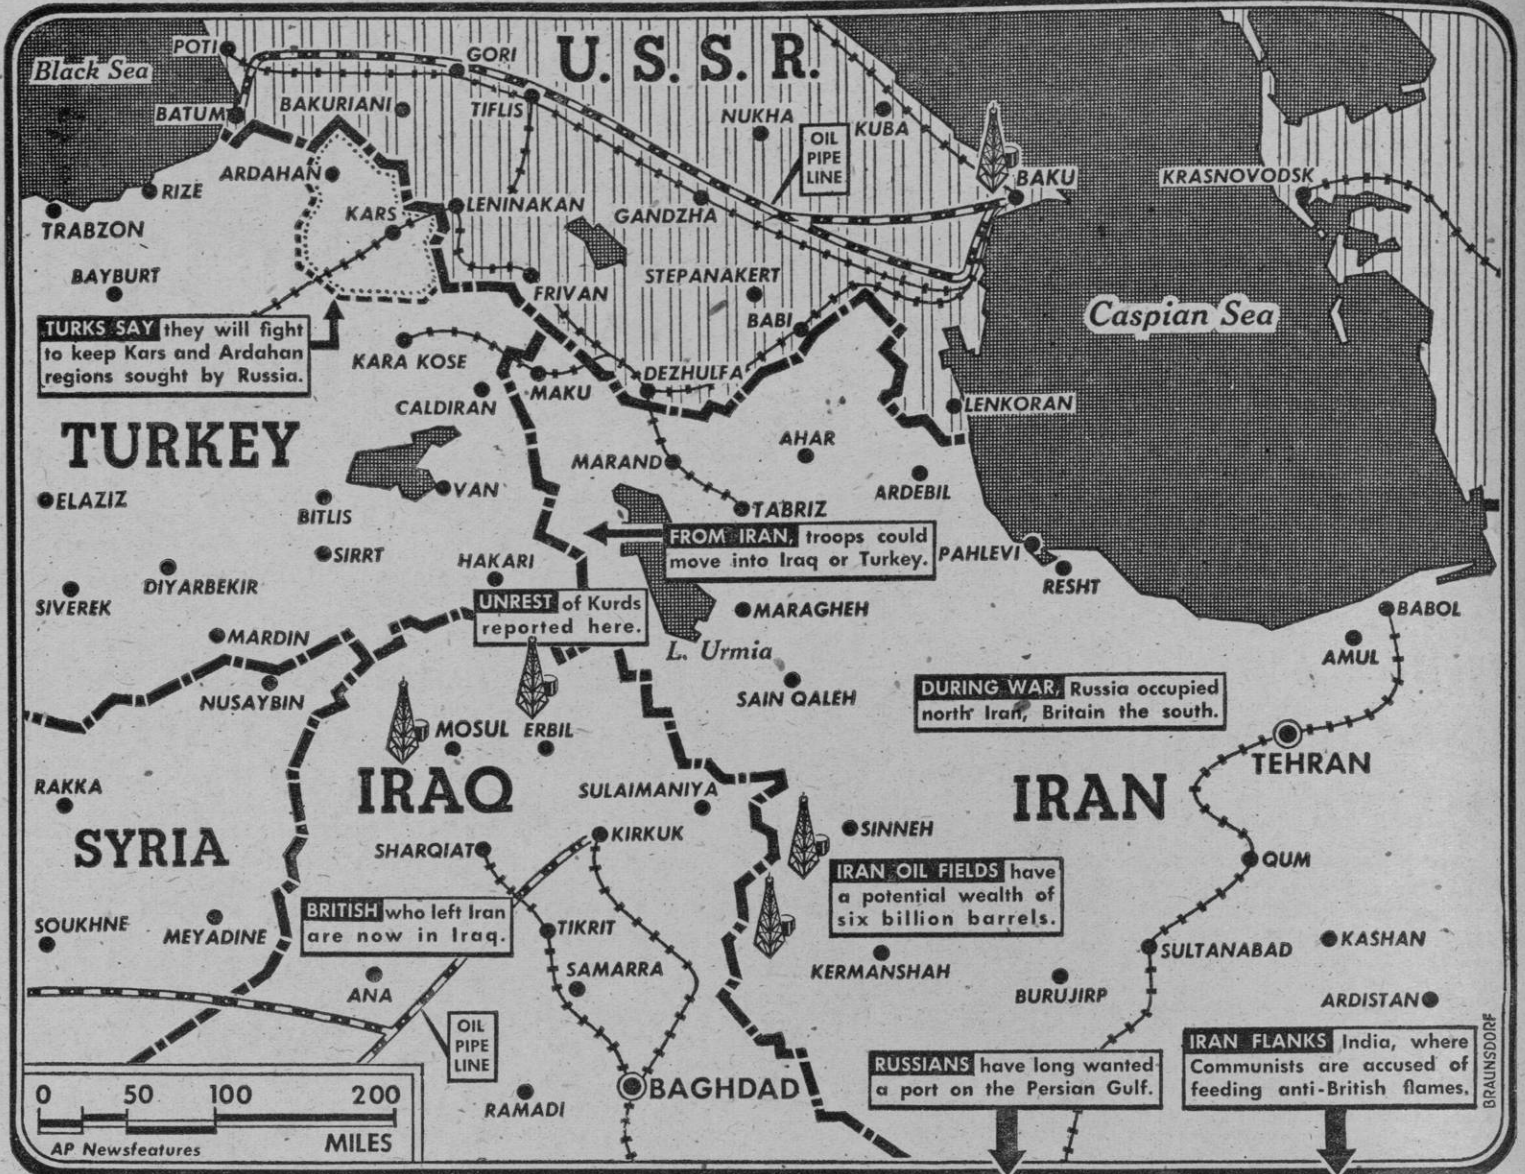 POTI
GORI
U. S. S. R.
Black Sea
BATUM
BAKURIANI
TIFLIS
NUKHA
KUBA
OIL
PIPE
LINE
ARDAHAN
RIZE
BAKU
KRASNOVODSK
TRABZON
KARS
LENINAKAN
GANDZHA
BAYBURT
STEPANAKERT
FRIVAN
BABI
Caspian Sea
TURKS SAY they will fight
to keep Kars and Ardahan
regions sought by Russia.
KARA KOSE
MAKU
DEZHULFA
CALDIRAN
LENKORAN
TURKEY
AHAR
MARAND
ARDEBIL
ELAZIZ
BITLIS
VAN
TABRIZ
FROM IRAN, troops could
move into Iraq or Turkey.
PAHLEVI
RESHT
SIRRT
HAKARI
DIYARBEKIR
SIVEREK
UNREST of Kurds
reported here.
MARAGHEH
BABOL
MARDIN
L. Urmia
AMUL
NUSAYBIN
SAIN QALEH
DURING WAR, Russia occupied
north Iran, Britain the south.
MOSUL
ERBIL
TEHRAN
RAKKA
IRAQ
SULAIMANIYA
IRAN
SYRIA
SHARQIAT
KIRKUK
SINNEH
QUM
IRAN OIL FIELDS have
a potential wealth of
six billion barrels.
BRITISH who left Iran
are now in Iraq.
SOUKHNE
MEYADINE
TIKRIT
SULTANABAD
KASHAN
ANA
SAMARRA
KERMANSHAH
BURUJIRP
ARDISTAN
OIL
PIPE
LINE
RUSSIANS have long wanted
a port on the Persian Gulf.
IRAN FLANKS India, where
Communists are accused of
feeding anti-British flames.
BRAUNSDORF
BAGHDAD
RAMADI
0 50 100 200
MILES
AP Newsfeatures